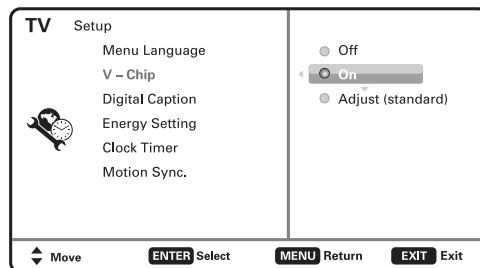 TV Setup
Menu Language
V – Chip
Digital Caption
Energy Setting
Clock Timer
Motion Sync.
Off
On
Adjust (standard)
Move ENTER Select MENU Return EXIT Exit